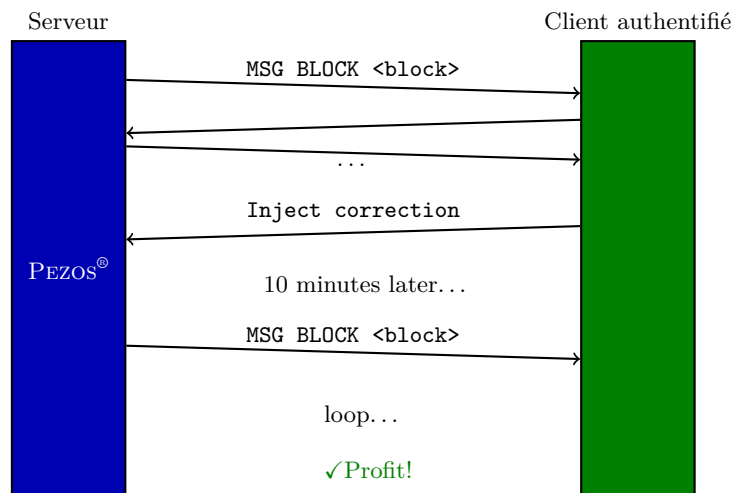 Serveur
Client authentifié
MSG BLOCK <block>
...
Inject correction
PEZOS®
10 minutes later...
MSG BLOCK <block>
loop...
✓Profit!